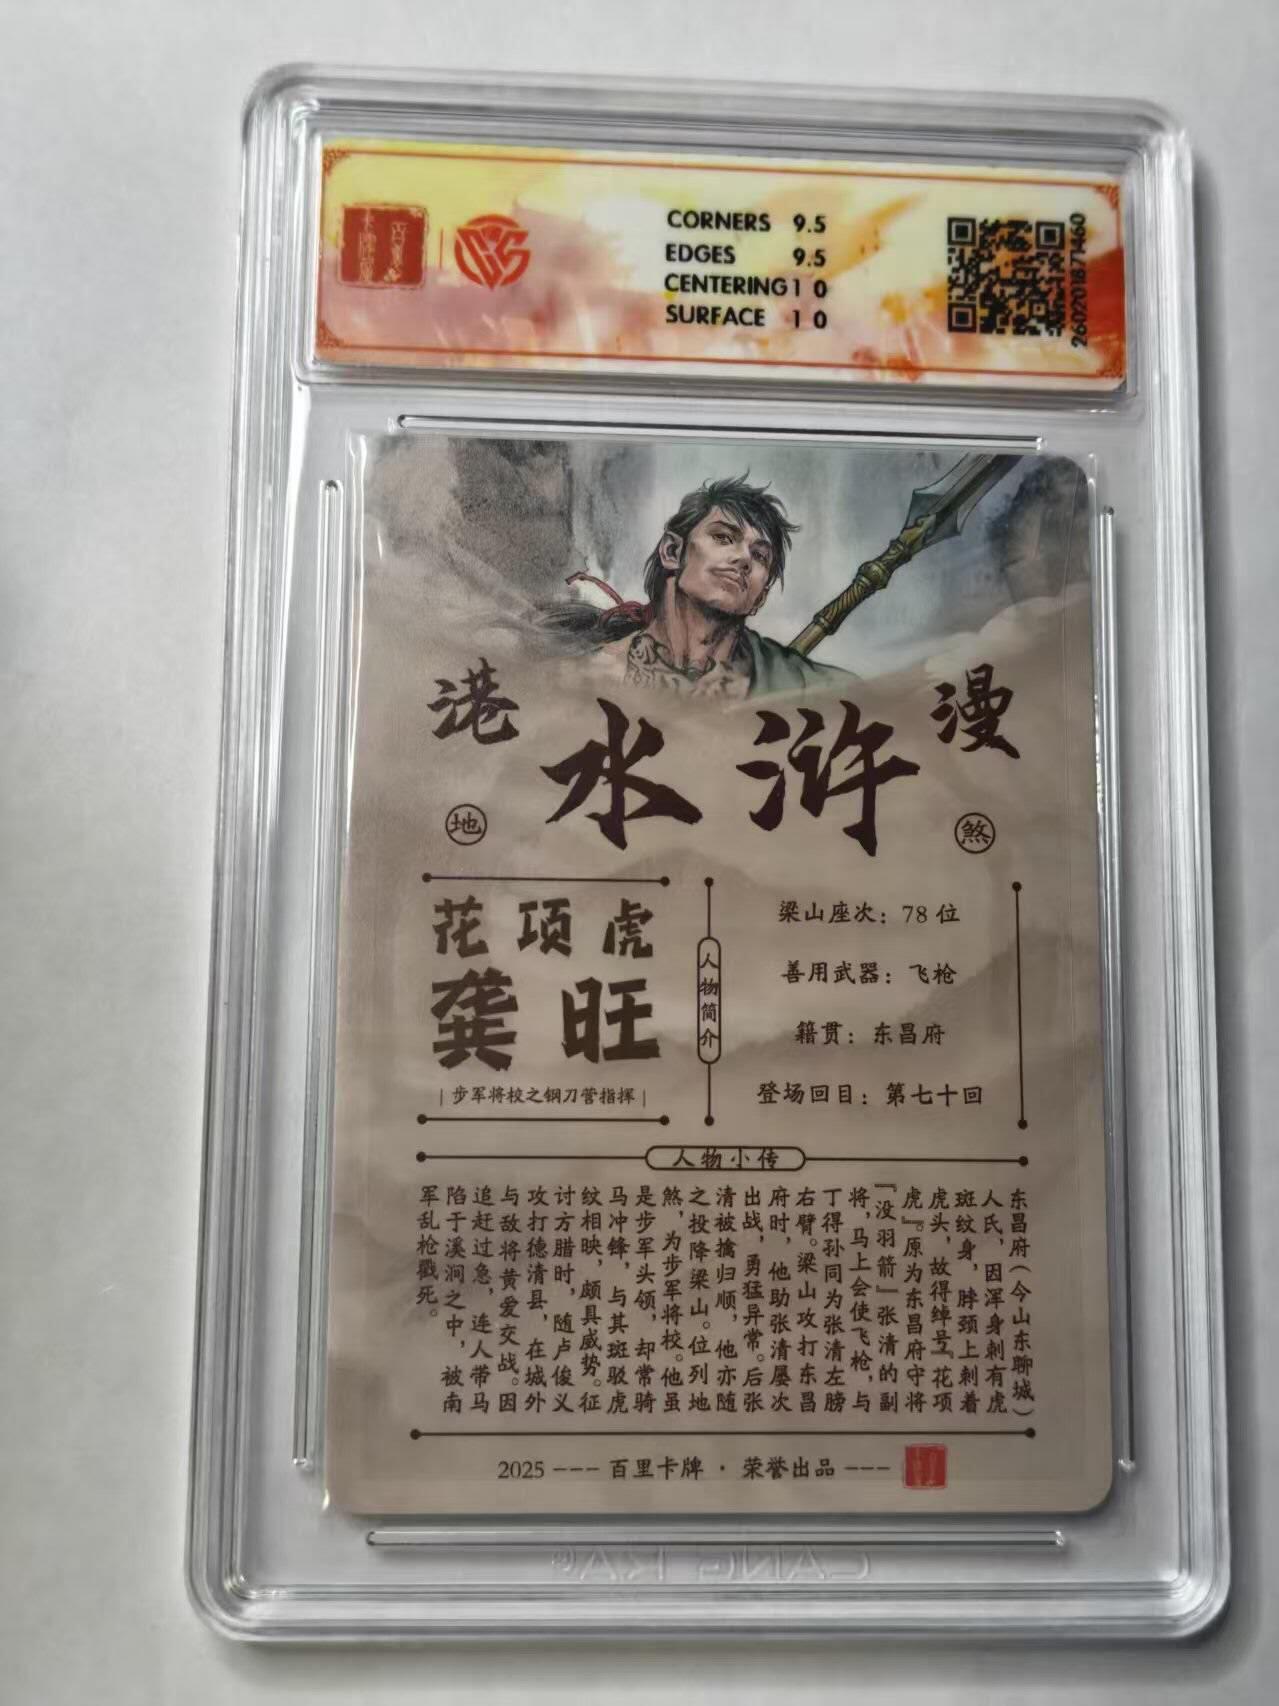 CORNERS 9.5
EDGES 9.5
CENTERING 10
SURFACE 10
2602018771460
港
水浒
漫
地
煞
花项虎
龚旺
步军将校之钢刀营指挥
人物简介
梁山座次：78位
善用武器：飞枪
籍贯：东昌府
登场回目：第七十回
人物小传
东昌府(今山东聊城)
人氏，因浑身刺有虎
斑纹身，脖颈上刺着
虎头，故得绰号『花项
虎』。原为东昌府守将
『没羽箭』张清的副
将，马上会使飞枪，与
丁得孙同为张清左膀
右臂。梁山攻打东昌
府时，他助张清屡次
出战，勇猛异常。后张
清被擒归顺，他亦随
之投降梁山。位列地
煞，为步军将校。他虽
是步军头领，却常骑
马冲锋，与其斑驳虎
纹相映，颇具威势。征
讨方腊时，随卢俊义
攻打德清县，在城外
与敌将黄爱交战。因
追赶过急，连人带马
陷于溪涧之中，被南
军乱枪戳死。
2025 --- 百里卡牌 · 荣誉出品 ---
CANG KA®